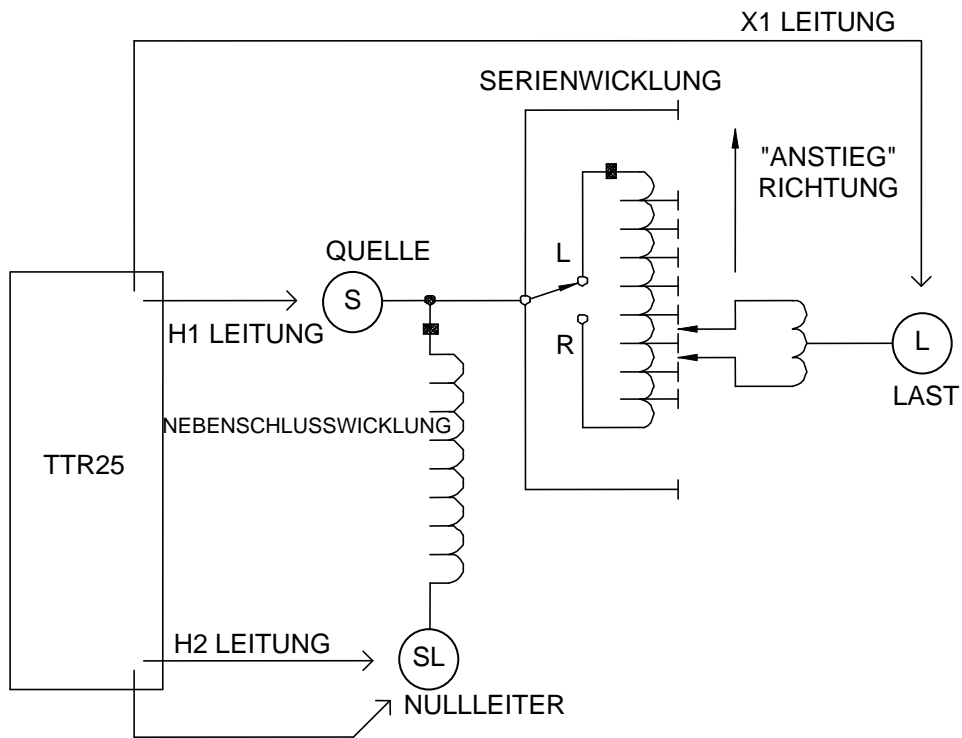 X1 LEITUNG
SERIENWICKLUNG
"ANSTIEG"
RICHTUNG
QUELLE
L
S
H1 LEITUNG
R
L
LAST
NEBENSCHLUSSWICKLUNG
TTR25
H2 LEITUNG
SL
NULLLEITER